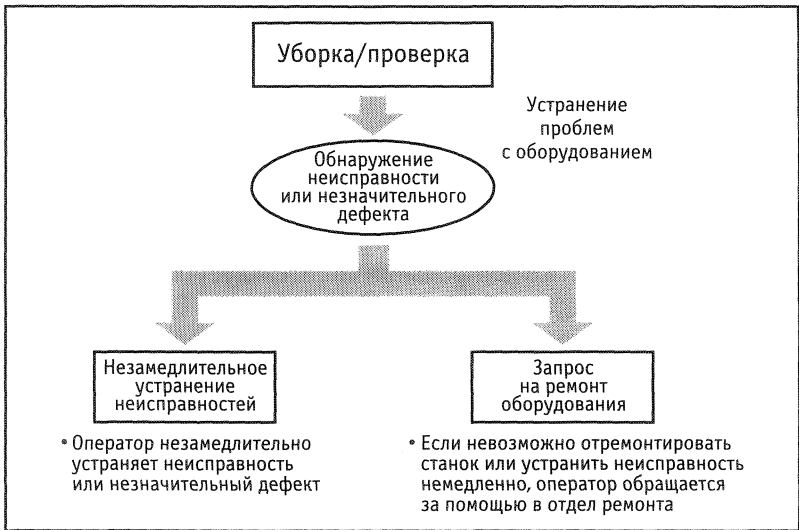 Уборка/проверка
Устранение
проблем
с оборудованием
Обнаружение
неисправности
или незначительного
дефекта
Незамедлительное
устранение
неисправностей
• Оператор незамедлительно
устраняет неисправность
или незначительный дефект
Запрос
на ремонт
оборудования
• Если невозможно отремонтировать
станок или устранить неисправность
немедленно, оператор обращается
за помощью в отдел ремонта